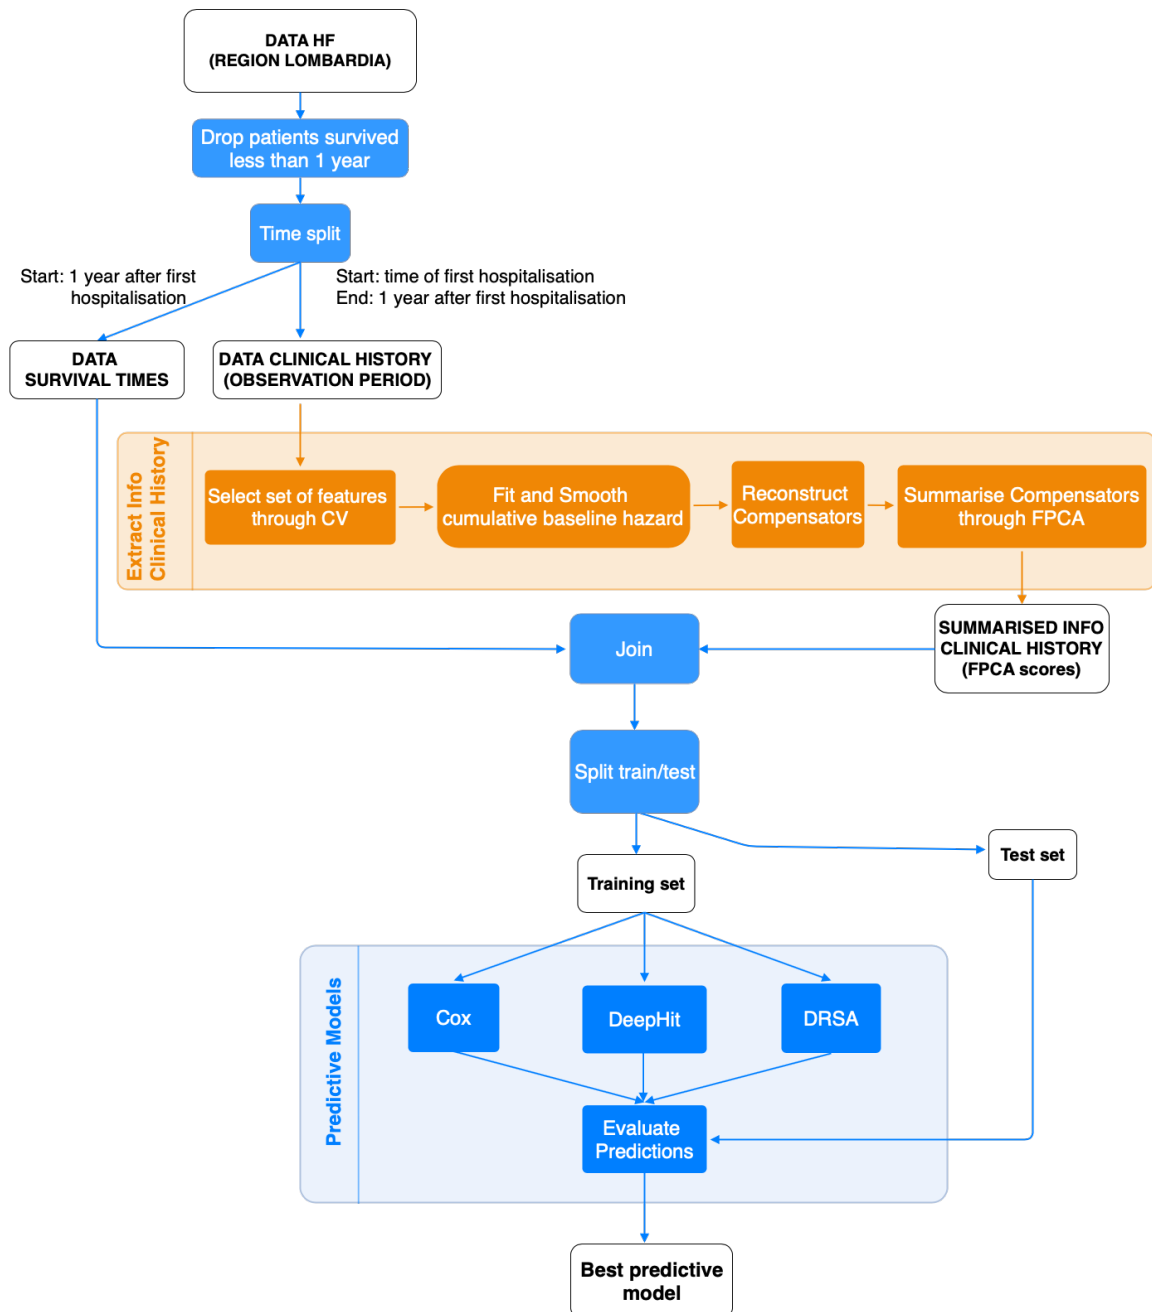 DATA HF
(REGION LOMBARDIA)
Drop patients survived
less than 1 year
Time split
Start: 1 year after first
hospitalisation
Start: time of first hospitalisation
End: 1 year after first hospitalisation
DATA
SURVIVAL TIMES
DATA CLINICAL HISTORY
(OBSERVATION PERIOD)
Extract Info
Clinical History
Select set of features
through CV
Fit and Smooth
cumulative baseline hazard
Reconstruct
Compensators
Summarise Compensators
through FPCA
Join
SUMMARISED INFO
CLINICAL HISTORY
(FPCA scores)
Split train/test
Training set
Test set
Predictive Models
Cox
DeepHit
DRSA
Evaluate
Predictions
Best predictive
model